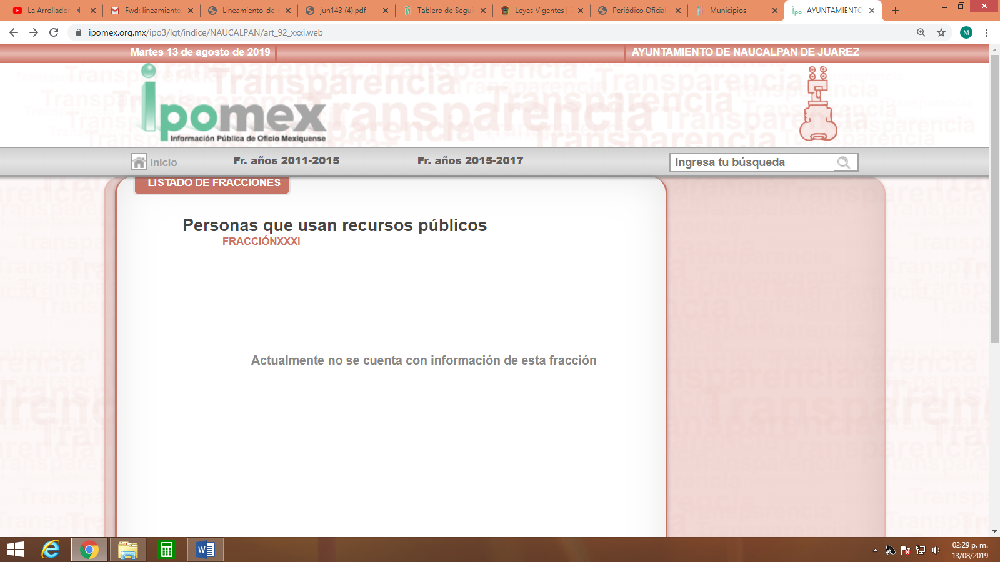 La Arrollado
Fwd: lineamiento
Lineamiento_de_
jun143 (4).pdf
Tablero de Segui
Leyes Vigentes |
Periódico Oficial
Municipios
AYUNTAMIENTO
ipomex.org.mx/ipo3/lgt/indice/NAUCALPAN/art_92_xxxi.web
M
Martes 13 de agosto de 2019
AYUNTAMIENTO DE NAUCALPAN DE JUAREZ
Transparencia
ipomex
Información Pública de Oficio Mexiquense
Inicio
Fr. años 2011-2015
Fr. años 2015-2017
Ingresa tu búsqueda
LISTADO DE FRACCIONES
Personas que usan recursos públicos
FRACCIÓNXXXI
Actualmente no se cuenta con información de esta fracción
02:29 p. m.
13/08/2019